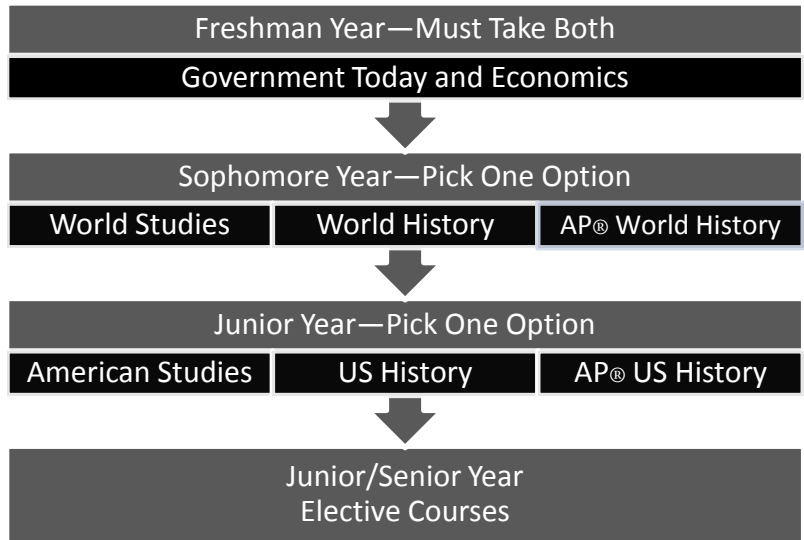 Freshman Year—Must Take Both
Government Today and Economics
Sophomore Year—Pick One Option
World Studies
World History
AP® World History
Junior Year—Pick One Option
American Studies
US History
AP® US History
Junior/Senior Year
Elective Courses